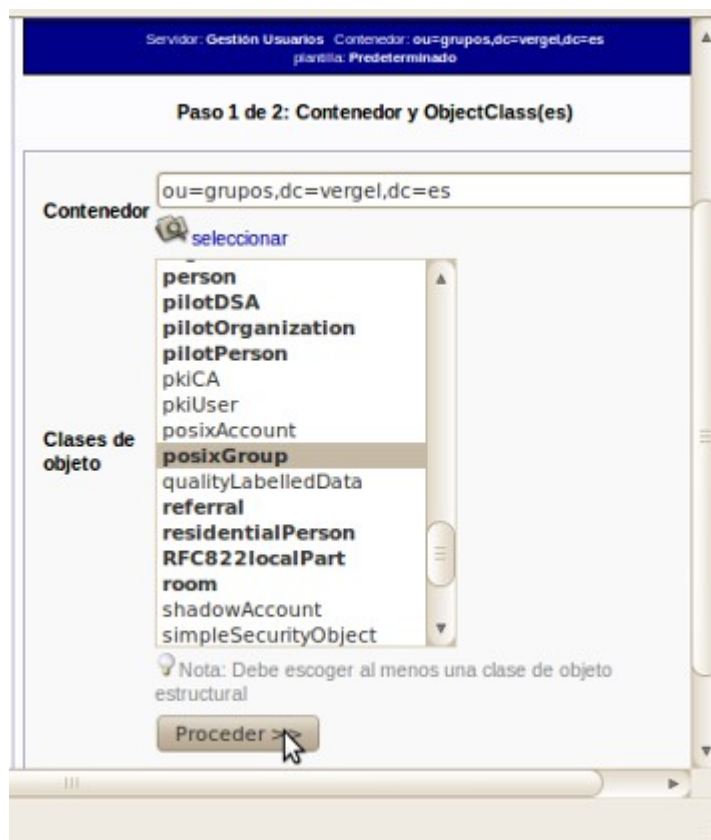 Servidor: Gestión Usuarios Contenedor: ou=grupos,dc=vergel,dc=es
plantilla: Predeterminado
Paso 1 de 2: Contenedor y ObjectClass(es)
Contenedor
ou=grupos,dc=vergel,dc=es
seleccionar
Clases de
objeto
person
pilotDSA
pilotOrganization
pilotPerson
pkiCA
pkiUser
posixAccount
posixGroup
qualityLabelledData
referral
residentialPerson
RFC822localPart
room
shadowAccount
simpleSecurityObject
Nota: Debe escoger al menos una clase de objeto
estructural
Proceder >>